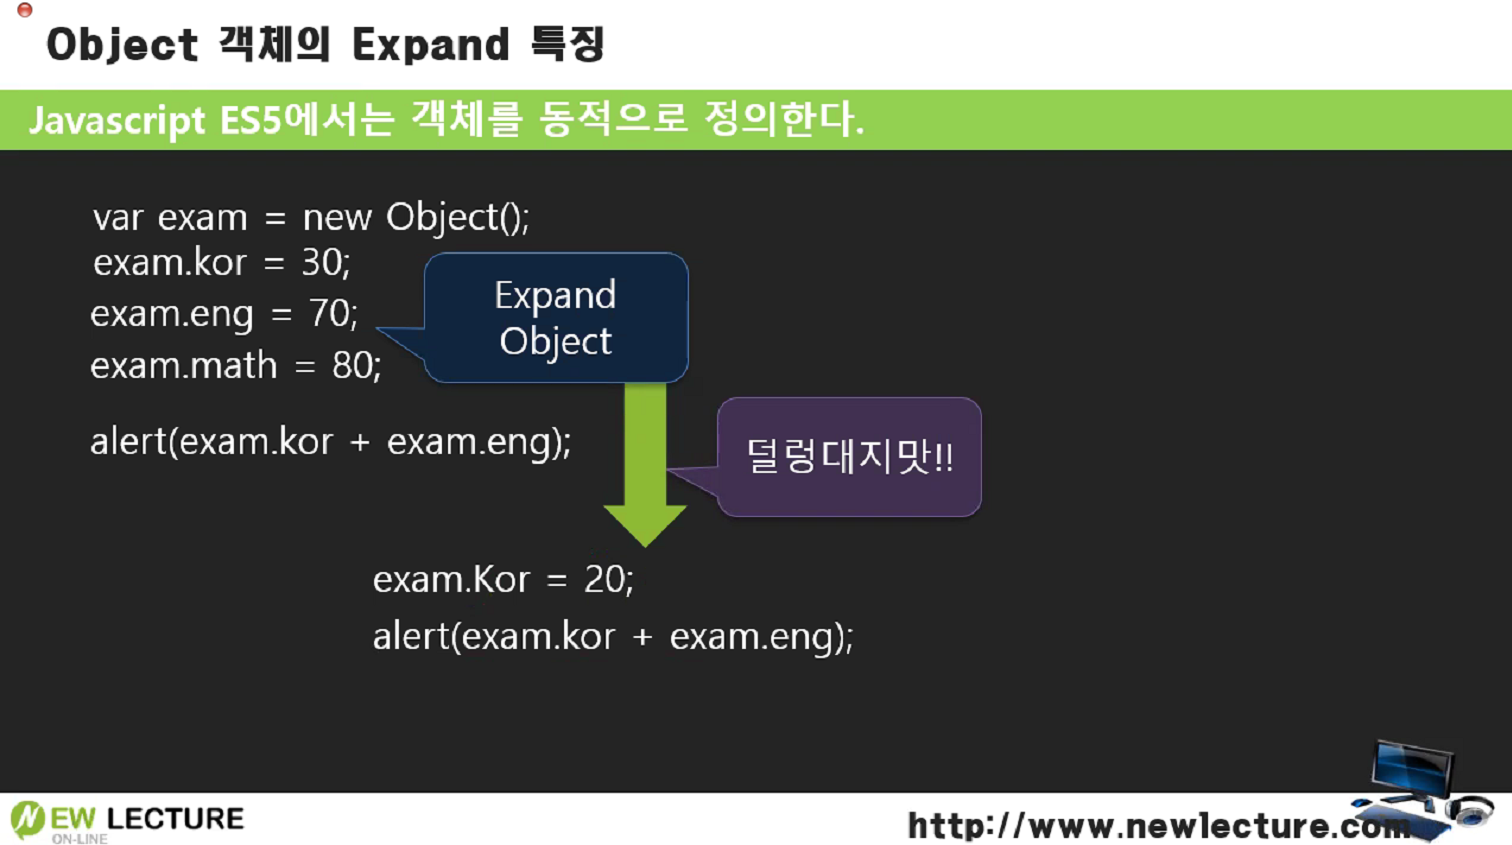 Object 객체의 Expand 특징
Javascript ES5에서는 객체를 동적으로 정의한다.
var exam = new Object();
exam.kor = 30;
exam.eng = 70;
exam.math = 80;
Expand
Object
alert(exam.kor + exam.eng);
덜렁대지맛!!
exam.Kor = 20;
alert(exam.kor + exam.eng);
NEW LECTURE
ON-LINE
http://www.newlecture.com